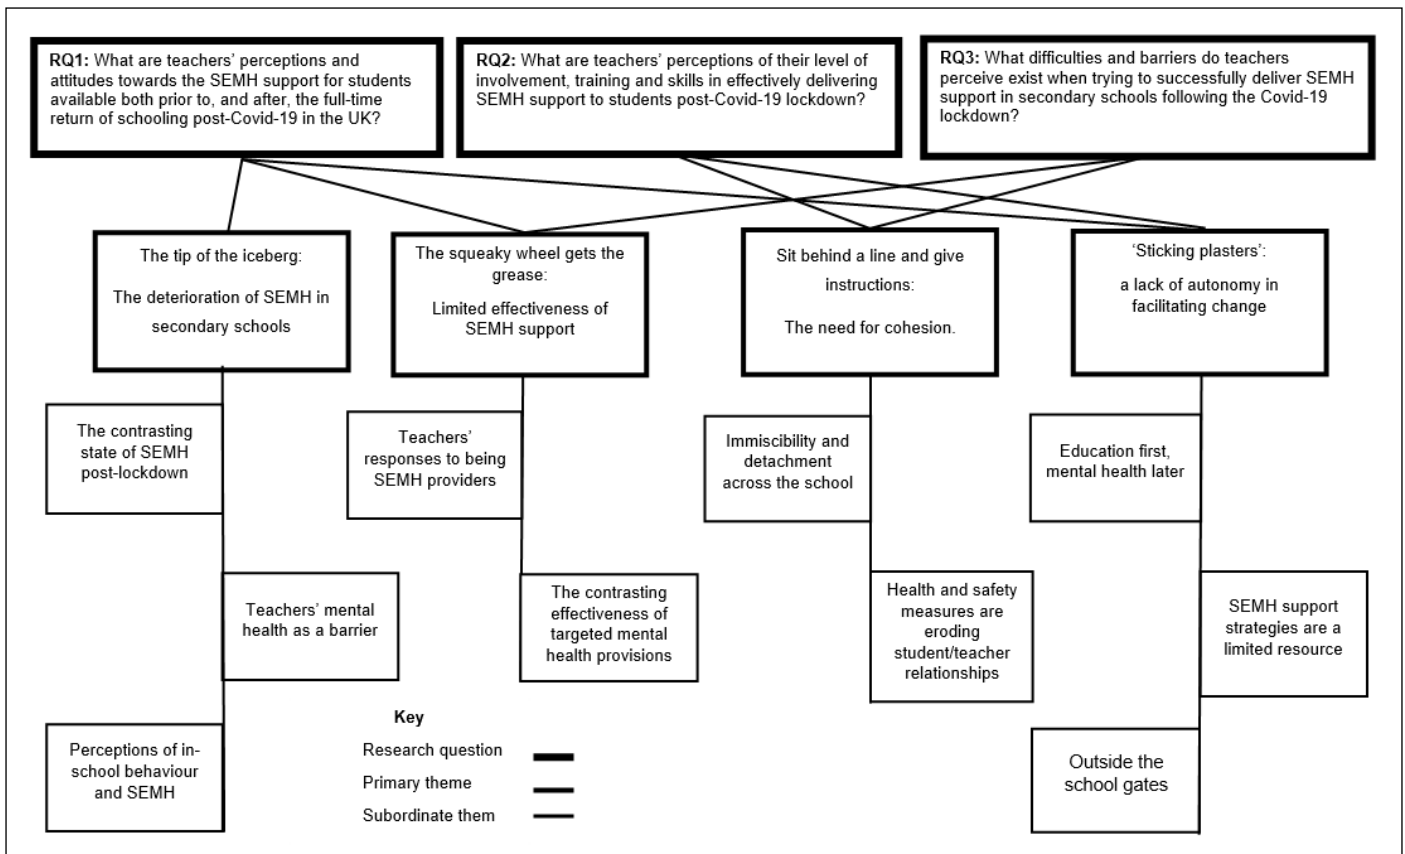 RQ1: What are teachers' perceptions and
attitudes towards the SEMH support for students
available both prior to, and after, the full-time
return of schooling post-Covid-19 in the UK?
RQ2: What are teachers' perceptions of their level of
involvement, training and skills in effectively delivering
SEMH support to students post-Covid-19 lockdown?
RQ3: What difficulties and barriers do teachers
perceive exist when trying to successfully deliver SEMH
support in secondary schools following the Covid-19
lockdown?
The tip of the iceberg:
The deterioration of SEMH in
secondary schools
The squeaky wheel gets the
grease:
Limited effectiveness of
SEMH support
Sit behind a line and give
instructions:
The need for cohesion.
‘Sticking plasters’:
a lack of autonomy in
facilitating change
The contrasting
state of SEMH
post-lockdown
Teachers’
responses to being
SEMH providers
Immiscibility and
detachment
across the school
Education first,
mental health later
Teachers’ mental
health as a barrier
The contrasting
effectiveness of
targeted mental
health provisions
Health and safety
measures are
eroding
student/teacher
relationships
SEMH support
strategies are a
limited resource
Perceptions of in-
school behaviour
and SEMH
Outside the
school gates
Key
Research question
Primary theme
Subordinate them